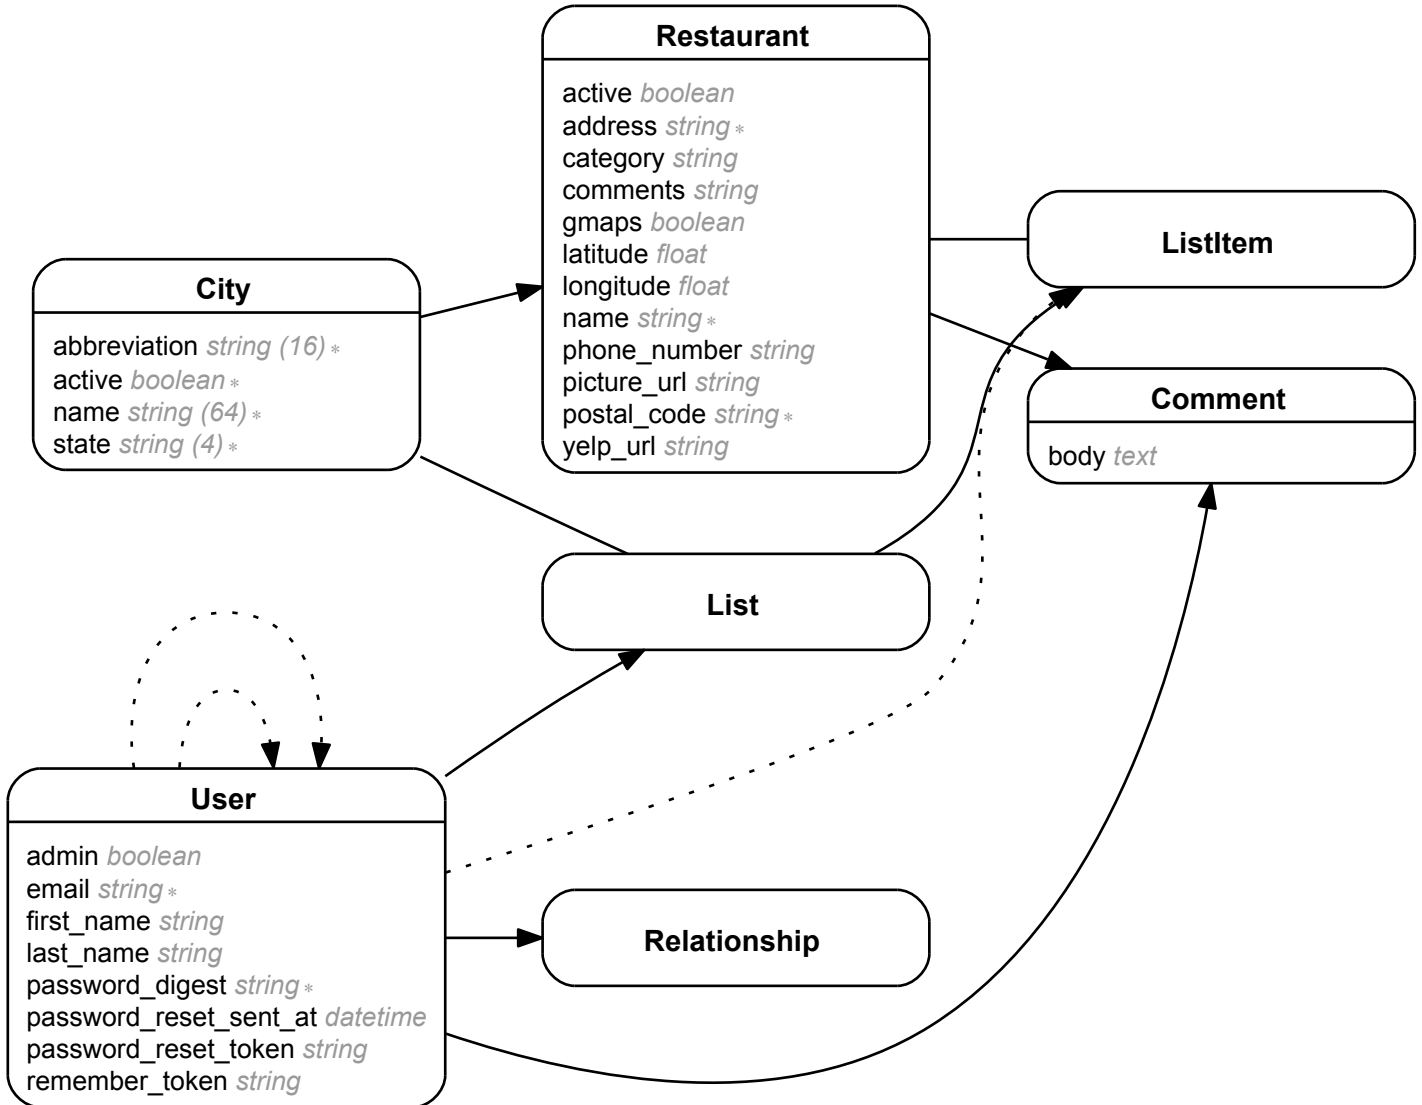 Restaurant
active boolean
address string *
category string
comments string
gmaps boolean
latitude float
longitude float
name string *
phone_number string
picture_url string
postal_code string *
yelp_url string
ListItem
City
abbreviation string (16) *
active boolean *
name string (64) *
state string (4) *
Comment
body text
List
User
admin boolean
email string *
first_name string
last_name string
password_digest string *
password_reset_sent_at datetime
password_reset_token string
remember_token string
Relationship